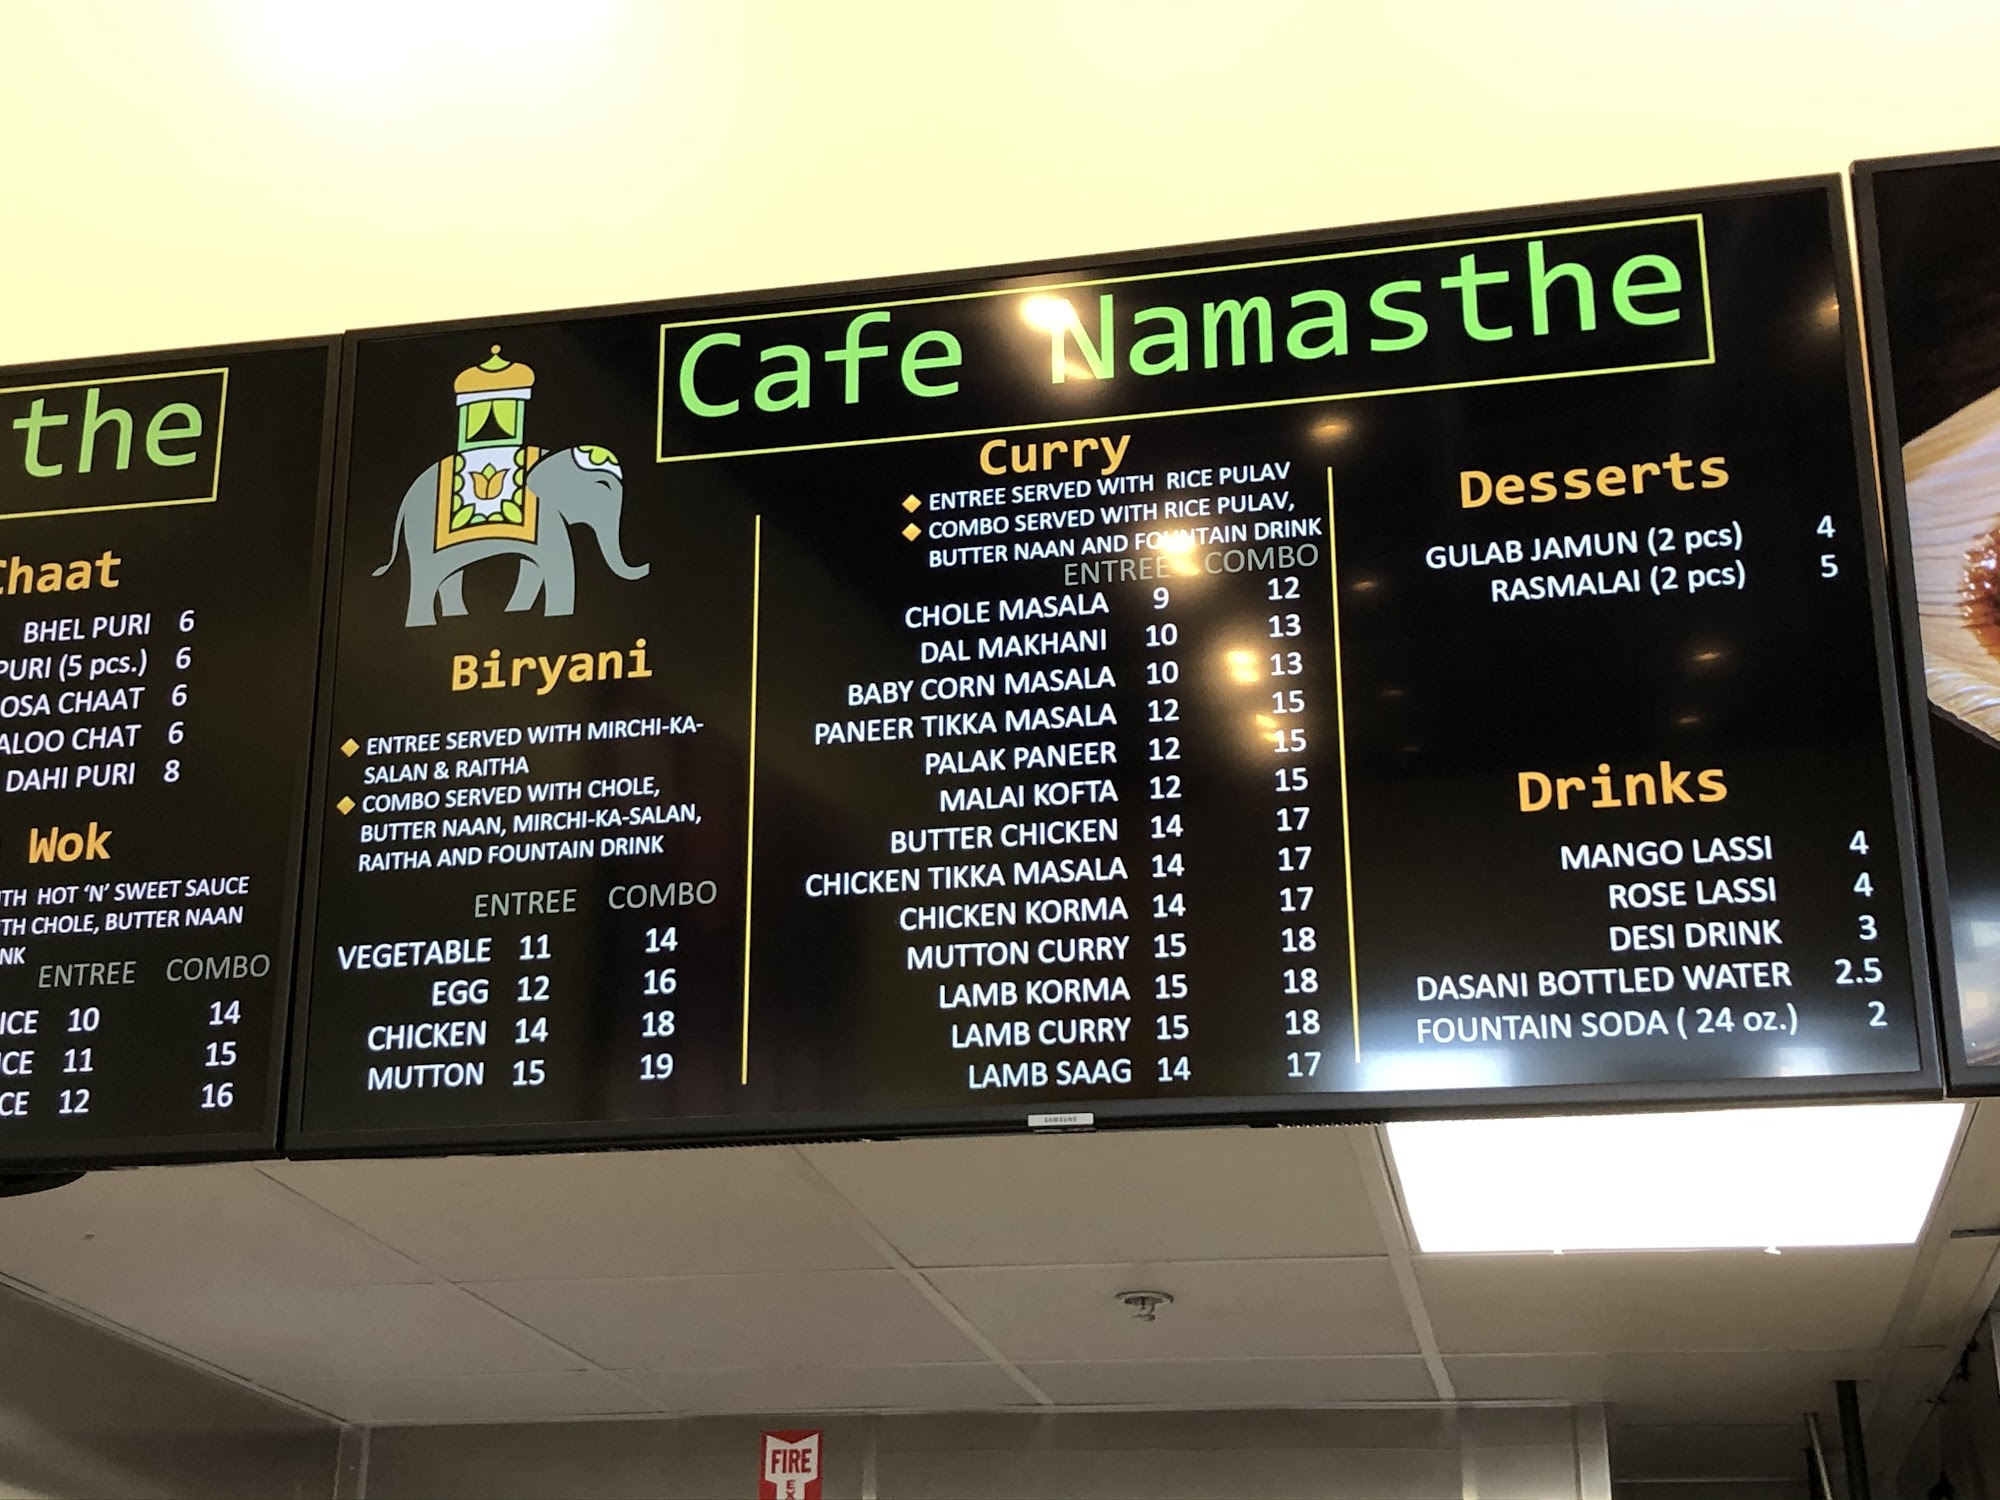 the
Chaat
BHEL PURI 6
PURI (5 pcs.) 6
OSA CHAAT 6
ALOO CHAT 6
DAHI PURI 8
Wok
TH HOT ‘N’ SWEET SAUCE
TH CHOLE, BUTTER NAAN
NK
ENTREE COMBO
ICE 10 14
CE 11 15
CE 12 16
Cafe Namasthe
Biryani
ENTREE SERVED WITH MIRCHI-KA-
SALAN & RAITHA
COMBO SERVED WITH CHOLE,
BUTTER NAAN, MIRCHI-KA-SALAN,
RAITHA AND FOUNTAIN DRINK
ENTREE COMBO
VEGETABLE 11 14
EGG 12 16
CHICKEN 14 18
MUTTON 15 19
Curry
ENTREE SERVED WITH RICE PULAV
COMBO SERVED WITH RICE PULAV,
BUTTER NAAN AND FOUNTAIN DRINK
ENTREE COMBO
CHOLE MASALA 9 12
DAL MAKHANI 10 13
BABY CORN MASALA 10 13
PANEER TIKKA MASALA 12 15
PALAK PANEER 12 15
MALAI KOFTA 12 15
BUTTER CHICKEN 14 17
CHICKEN TIKKA MASALA 14 17
CHICKEN KORMA 14 17
MUTTON CURRY 15 18
LAMB KORMA 15 18
LAMB CURRY 15 18
LAMB SAAG 14 17
Desserts
GULAB JAMUN (2 pcs) 4
RASMALAI (2 pcs) 5
Drinks
MANGO LASSI 4
ROSE LASSI 4
DESI DRINK 3
DASANI BOTTLED WATER 2.5
FOUNTAIN SODA ( 24 oz.) 2
SAMSUNG
FIRE
EX